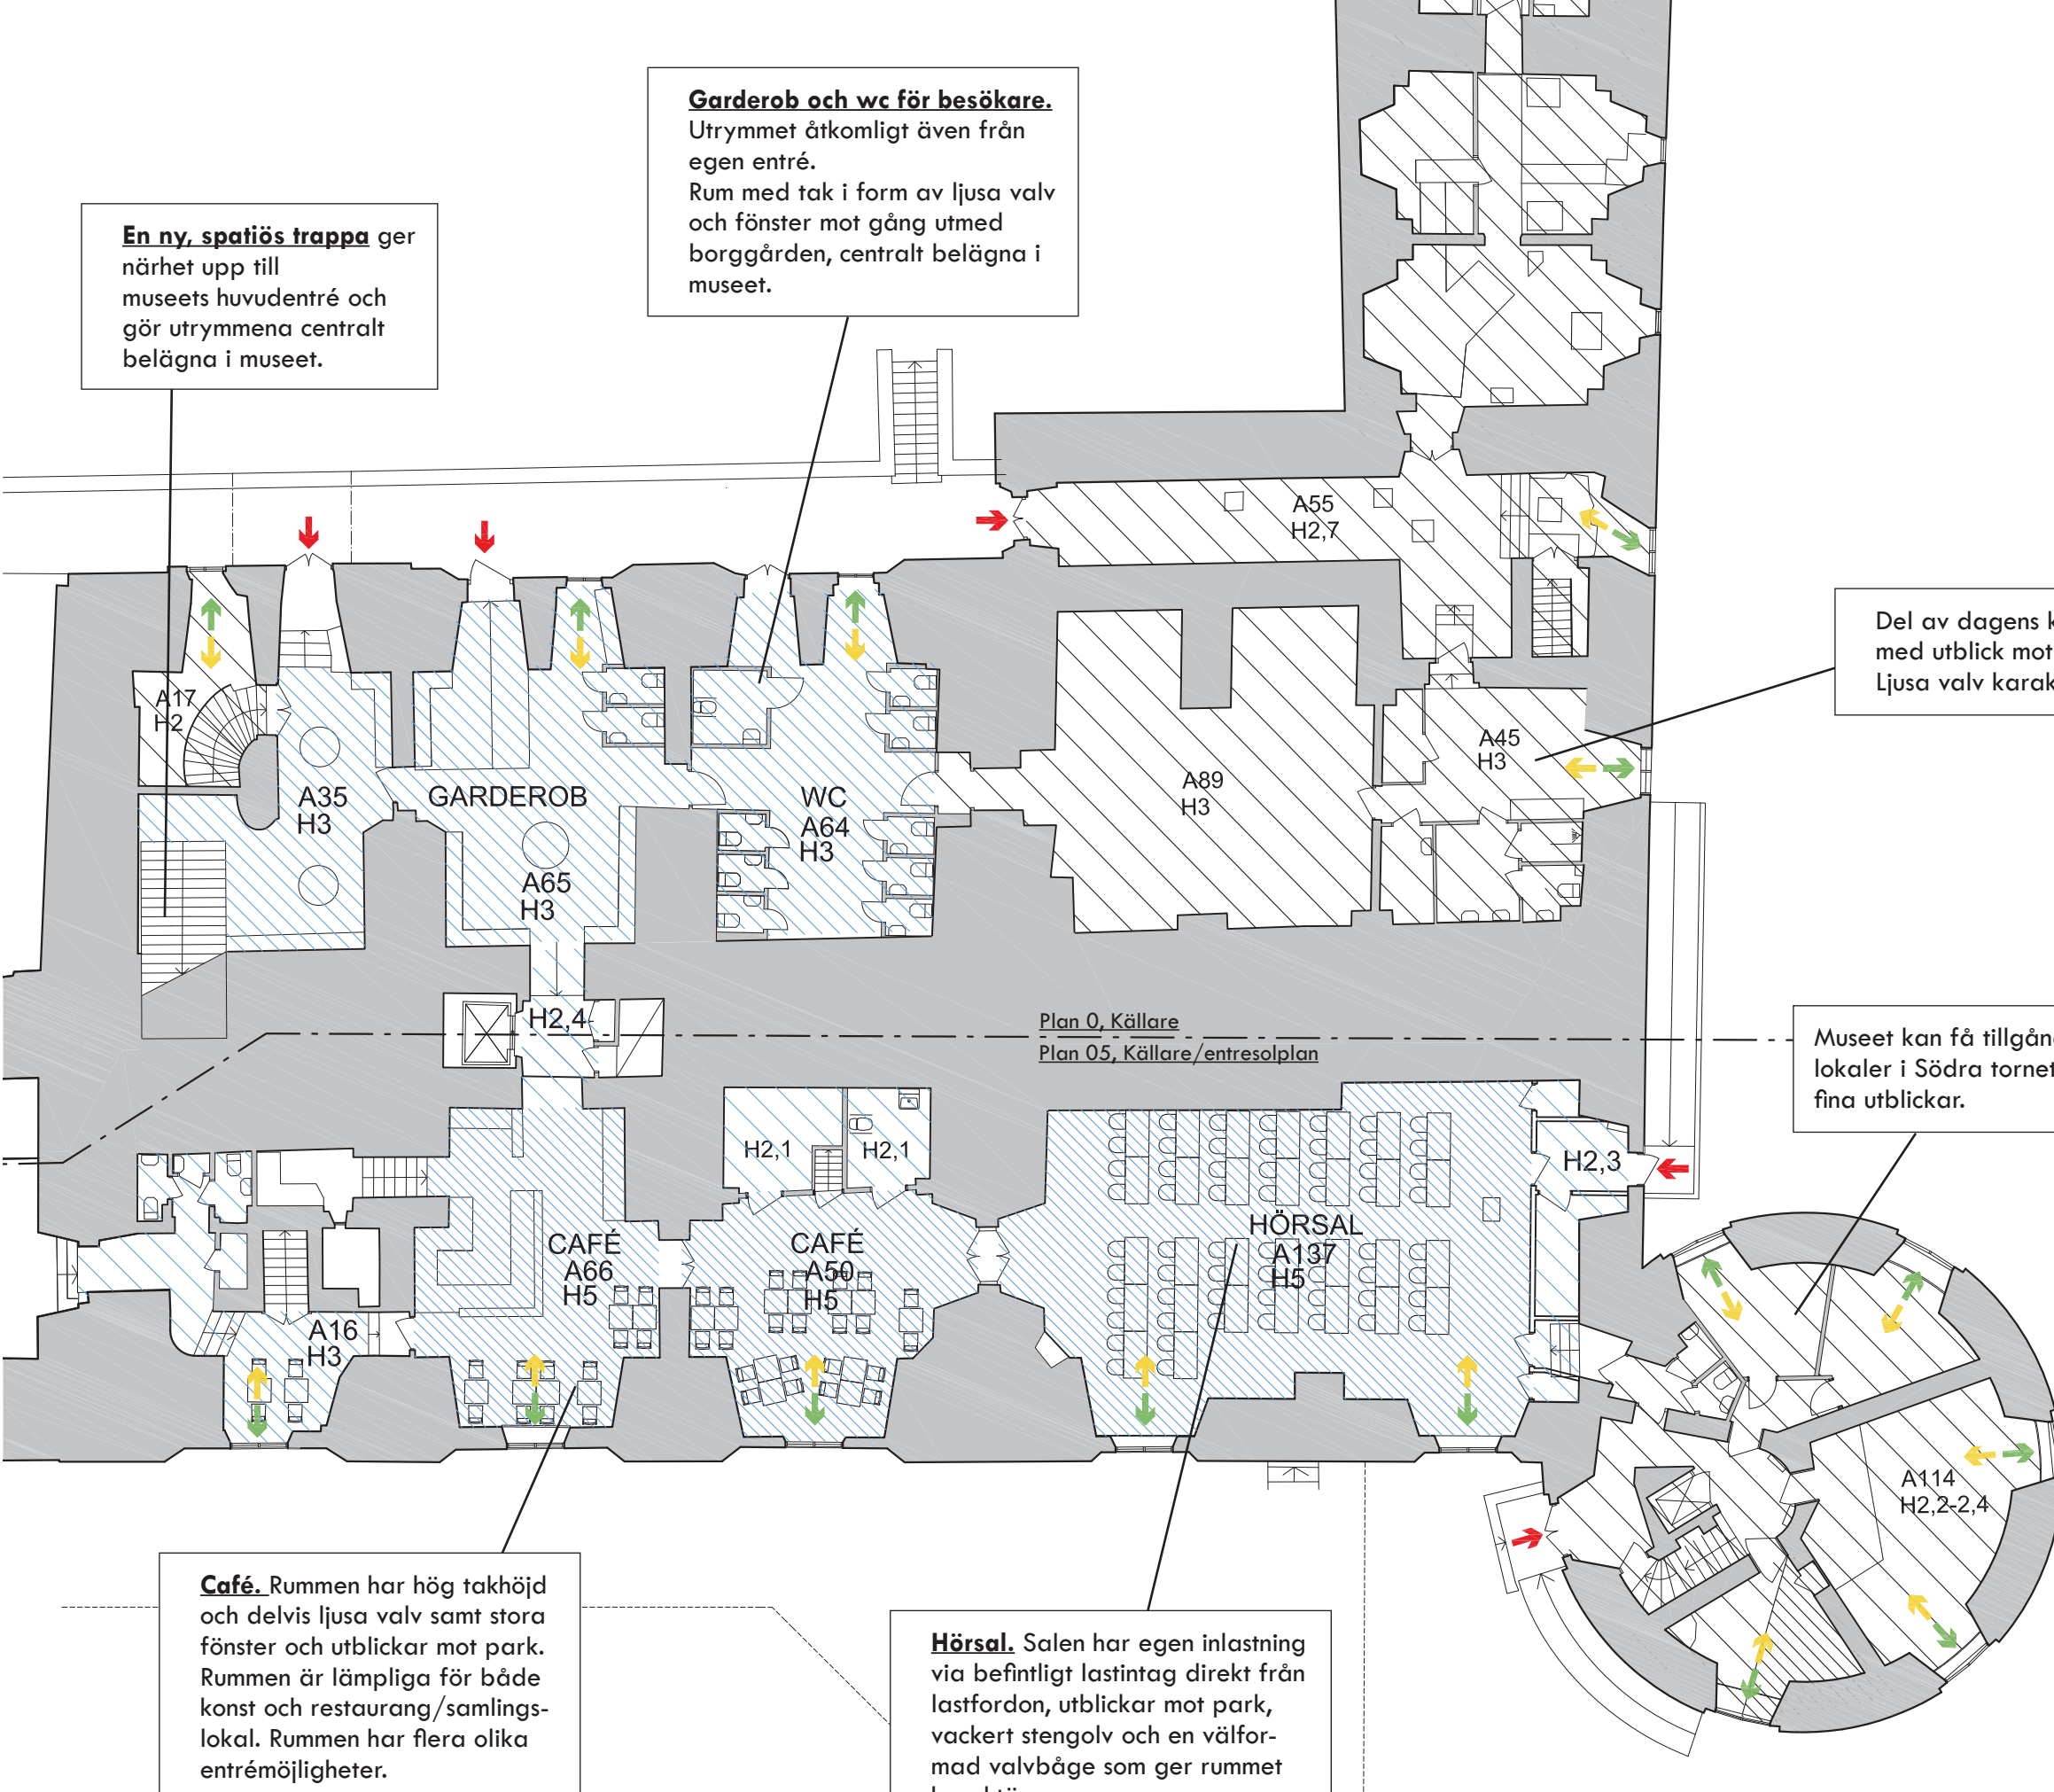 Garderob och wc för besökare.
Utrymmet åtkomligt även från
egen entré.
Rum med tak i form av ljusa valv
och fönster mot gång utmed
borggården, centralt belägna i
museet.
En ny, spatiös trappa ger
närhet upp till
museets huvudentré och
gör utrymmena centralt
belägna i museet.
A55
H2,7
Del av dagens k
med utblick mot
Ljusa valv karak
A17
H2
A35
H3
GARDEROB
A65
H3
WC
A64
H3
A89
H3
A45
H3
H2,4
Plan 0, Källare
Plan 05, Källare/entresolplan
Museet kan få tillgån
lokaler i Södra tornet
fina utblickar.
H2,1
H2,1
H2,3
CAFÉ
A66
H5
CAFÉ
A50
H5
HÖRSAL
A137
H5
A16
H3
A114
H2,2-2,4
Café. Rummen har hög takhöjd
och delvis ljusa valv samt stora
fönster och utblickar mot park.
Rummen är lämpliga för både
konst och restaurang/samlings-
lokal. Rummen har flera olika
entrémöjligheter.
Hörsal. Salen har egen inlastning
via befintligt lastintag direkt från
lastfordon, utblickar mot park,
vackert stengolv och en välfor-
mad valvbåge som ger rummet